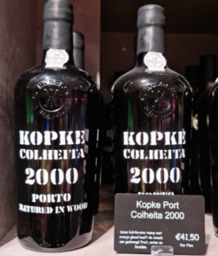 KOPKE
COLHEITA
2000
PORTO
MATURED IN WOOD
KOPKE
COLHEITA
2000
Kopke Port
Colheita 2000
€41,50